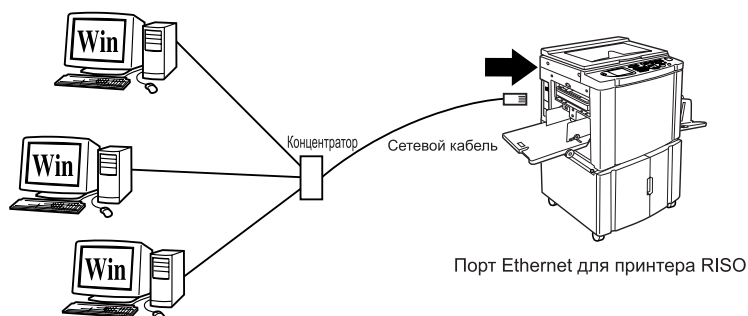 Win
Концентратор
Сетевой кабель
Win
Win
Порт Ethernet для принтера RISO